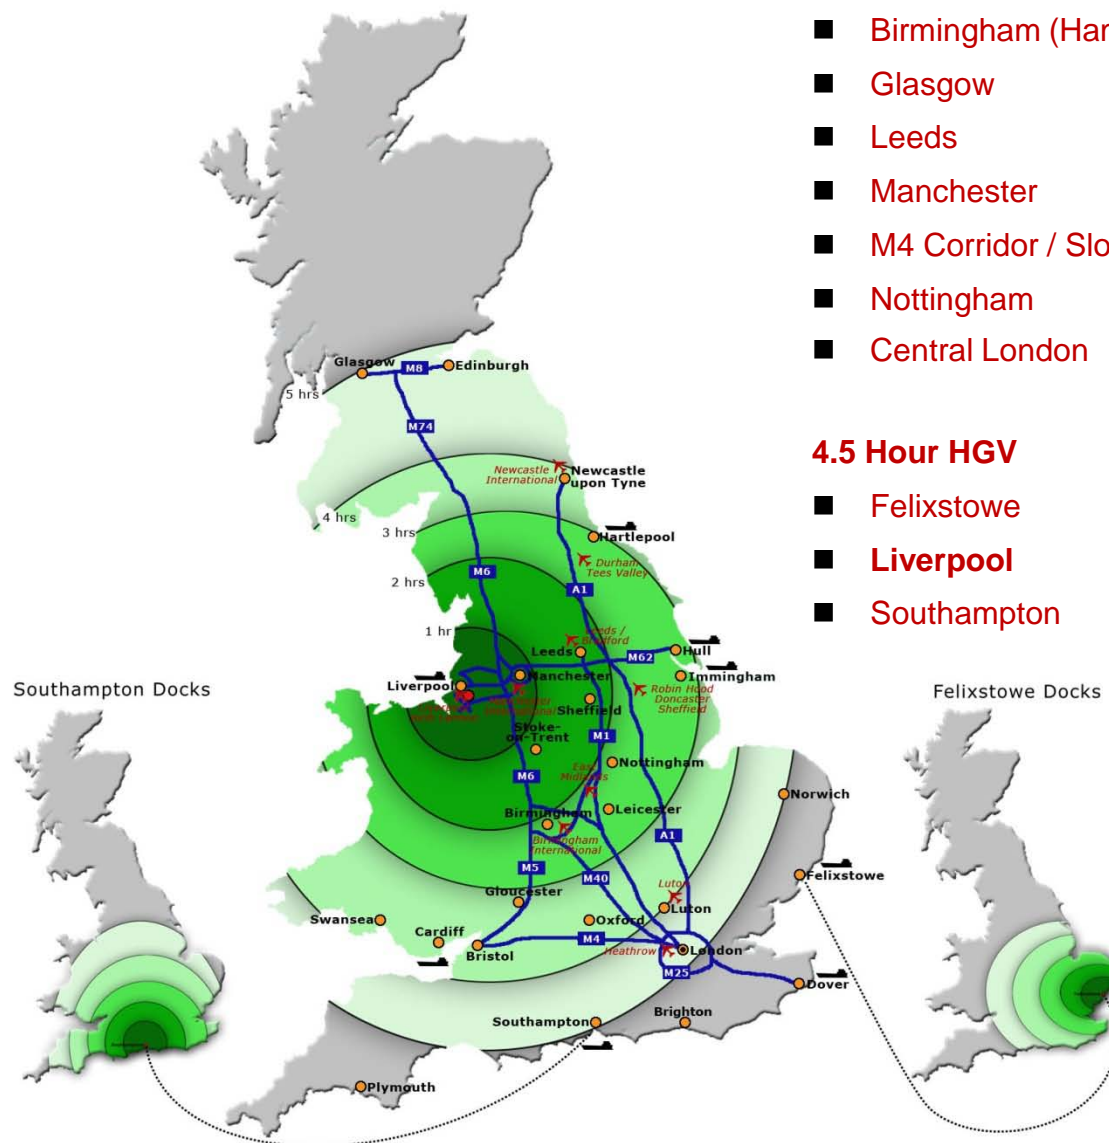 ■ Birmingham (Har
■ Glasgow
■ Leeds
■ Manchester
■ M4 Corridor / Slo
■ Nottingham
■ Central London
4.5 Hour HGV
■ Felixstowe
■ Liverpool
■ Southampton
Glasgow
M8
Edinburgh
5 hrs
M74
Newcastle
International
Newcastle
upon Tyne
4 hrs
3 hrs
Hartlepool
Durham
Tees Valley
2 hrs
M6
A1
1 hr
Leeds /
Bradford
Leeds
M62
Hull
Manchester
Immingham
Liverpool
Robin Hood
Doncaster
Sheffield
Sheffield
Stoke-
on-Trent
M1
Nottingham
M6
East
Midlands
Norwich
Birmingham
Leicester
Birmingham
International
A1
M5
M40
Felixstowe
Gloucester
Luton
Luton
Swansea
Oxford
Cardiff
Bristol
M4
Heathrow
London
M25
Dover
Southampton
Brighton
Plymouth
Southampton Docks
Felixstowe Docks